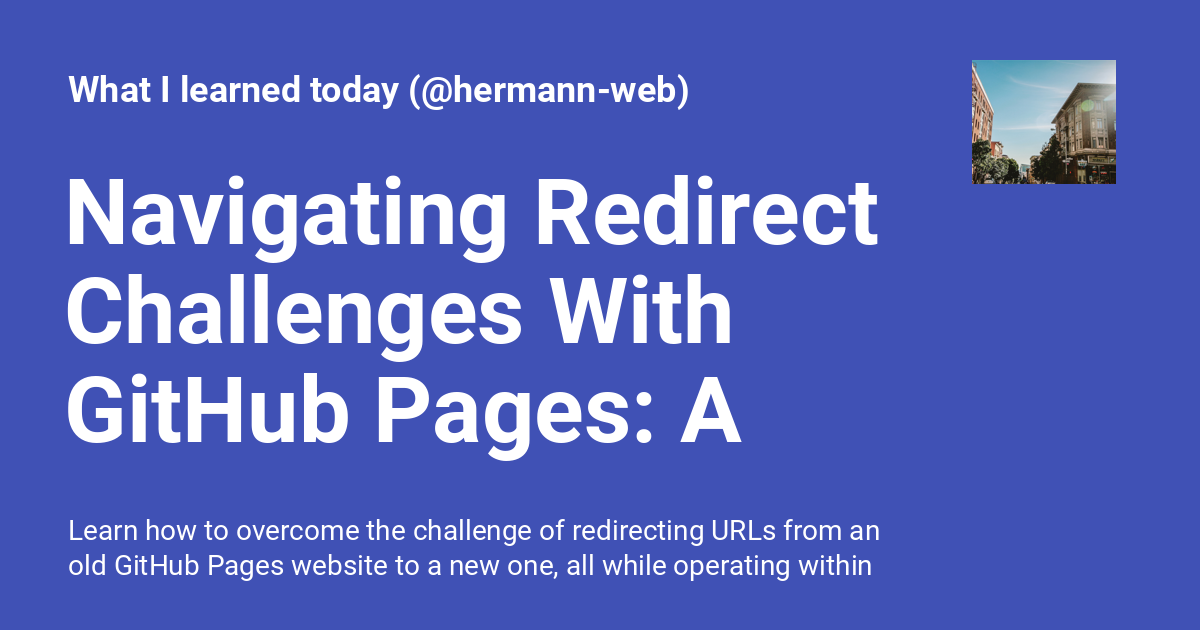 What I learned today (@hermann-web)
Navigating Redirect
Challenges With
GitHub Pages: A
Learn how to overcome the challenge of redirecting URLs from an
old GitHub Pages website to a new one, all while operating within